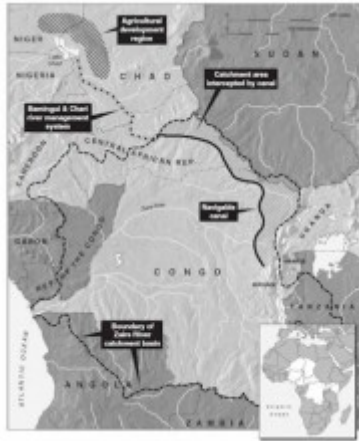 Agricultural
development
region
NIGER
SUDAN
NIGERIA
CHAD
Catchment area
intercepted by canal
Bamingui & Chari
river management
system
CENTRAL AFRICAN REP.
CAMEROON
Navigable
canal
UGANDA
GABON
REP. OF THE CONGO
CONGO
TANZANIA
Boundary of
Zaire River
catchment basin
ATLANTIC OCEAN
ANGOLA
ZAMBIA